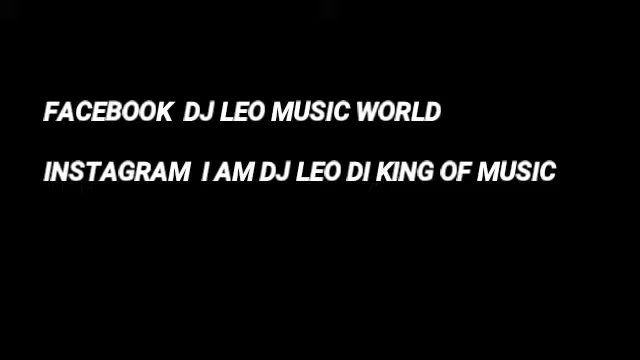 FACEBOOK DJ LEO MUSIC WORLD
INSTAGRAM I AM DJ LEO DI KING OF MUSIC